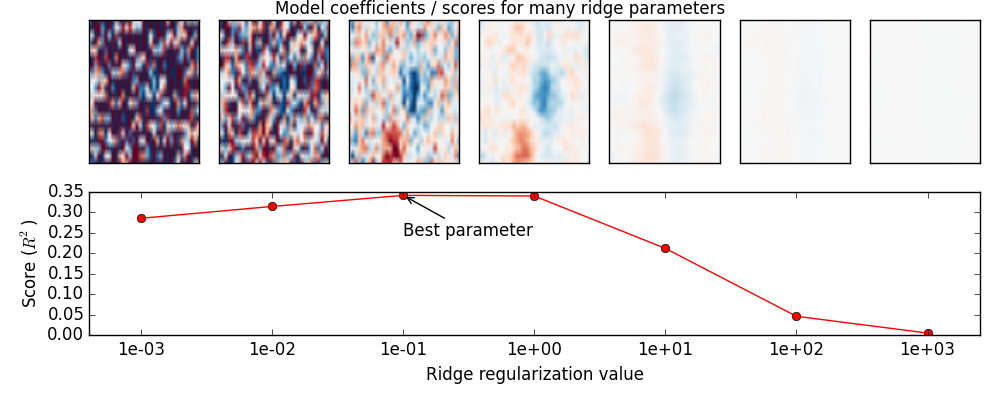 Model coefficients / scores for many ridge parameters
0.35
0.30
0.25
0.20
0.15
0.10
0.05
0.00
Score (R² )
Best parameter
1e-03 1e-02 1e-01 1e+00 1e+01 1e+02 1e+03
Ridge regularization value